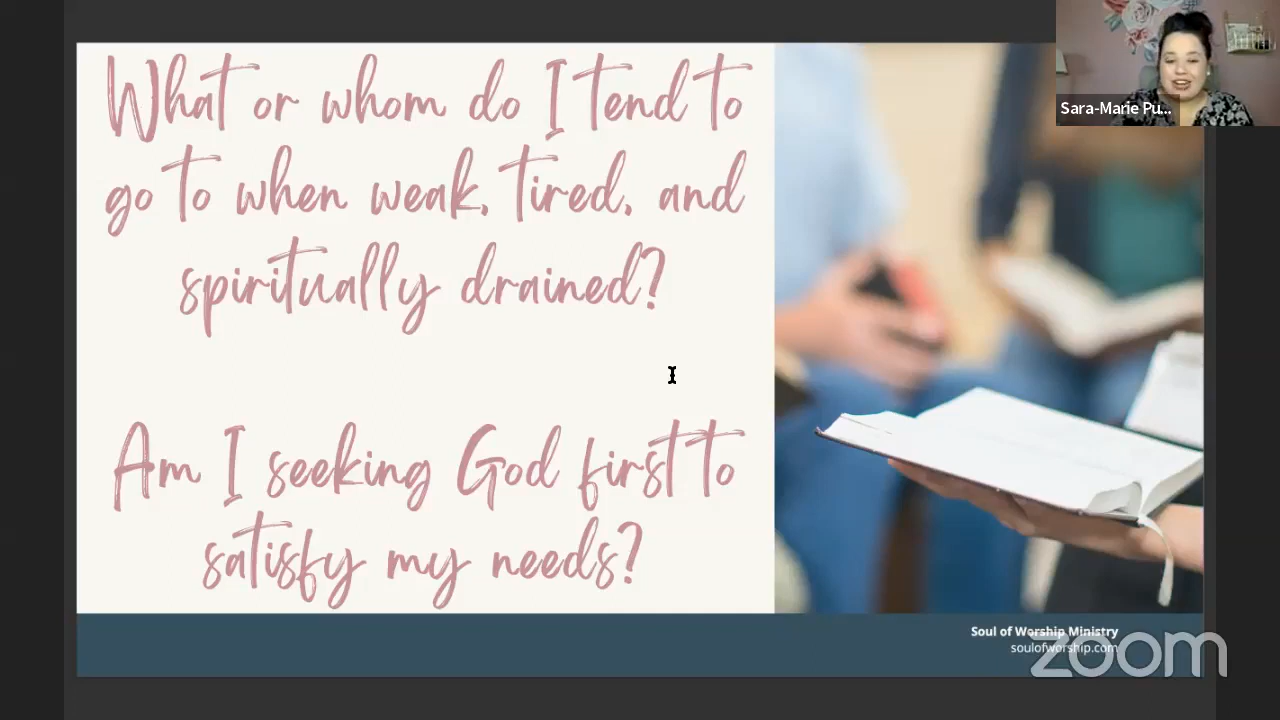 What or whom do I tend to
go to when weak, tired, and
spiritually drained?
Am I seeking God first to
satisfy my needs?
Sara-Marie Pu...
Soul of Worship Ministry
soulofworship.com
zoom